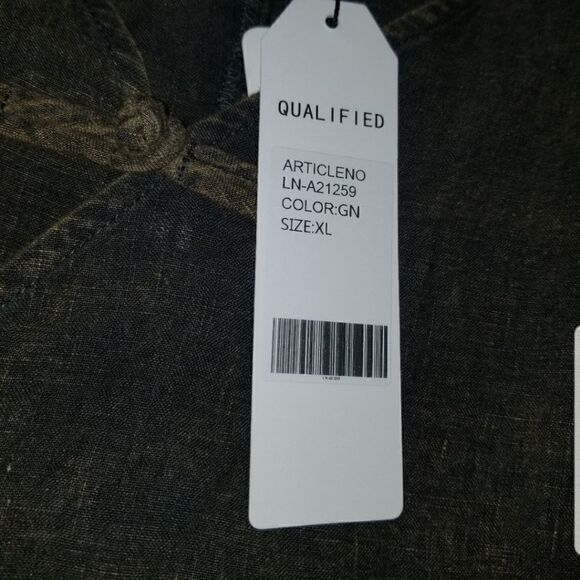 QUALIFIED
ARTICLENO
LN-A21259
COLOR:GN
SIZE:XL